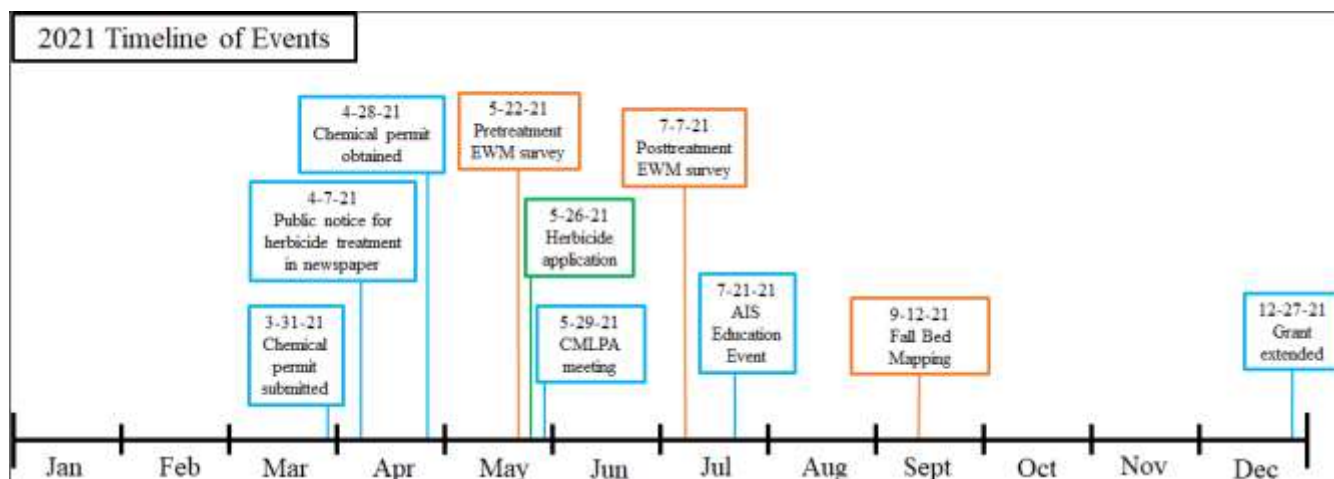 2021 Timeline of Events
4-28-21
Chemical permit
obtained
5-22-21
Pretreatment
EWM survey
7-7-21
Posttreatment
EWM survey
4-7-21
Public notice for
herbicide treatment
in newspaper
5-26-21
Herbicide
application
3-31-21
Chemical
permit
submitted
5-29-21
CMLPA
meeting
7-21-21
AIS
Education
Event
9-12-21
Fall Bed
Mapping
12-27-21
Grant
extended
Jan Feb Mar Apr May Jun Jul Aug Sept Oct Nov Dec